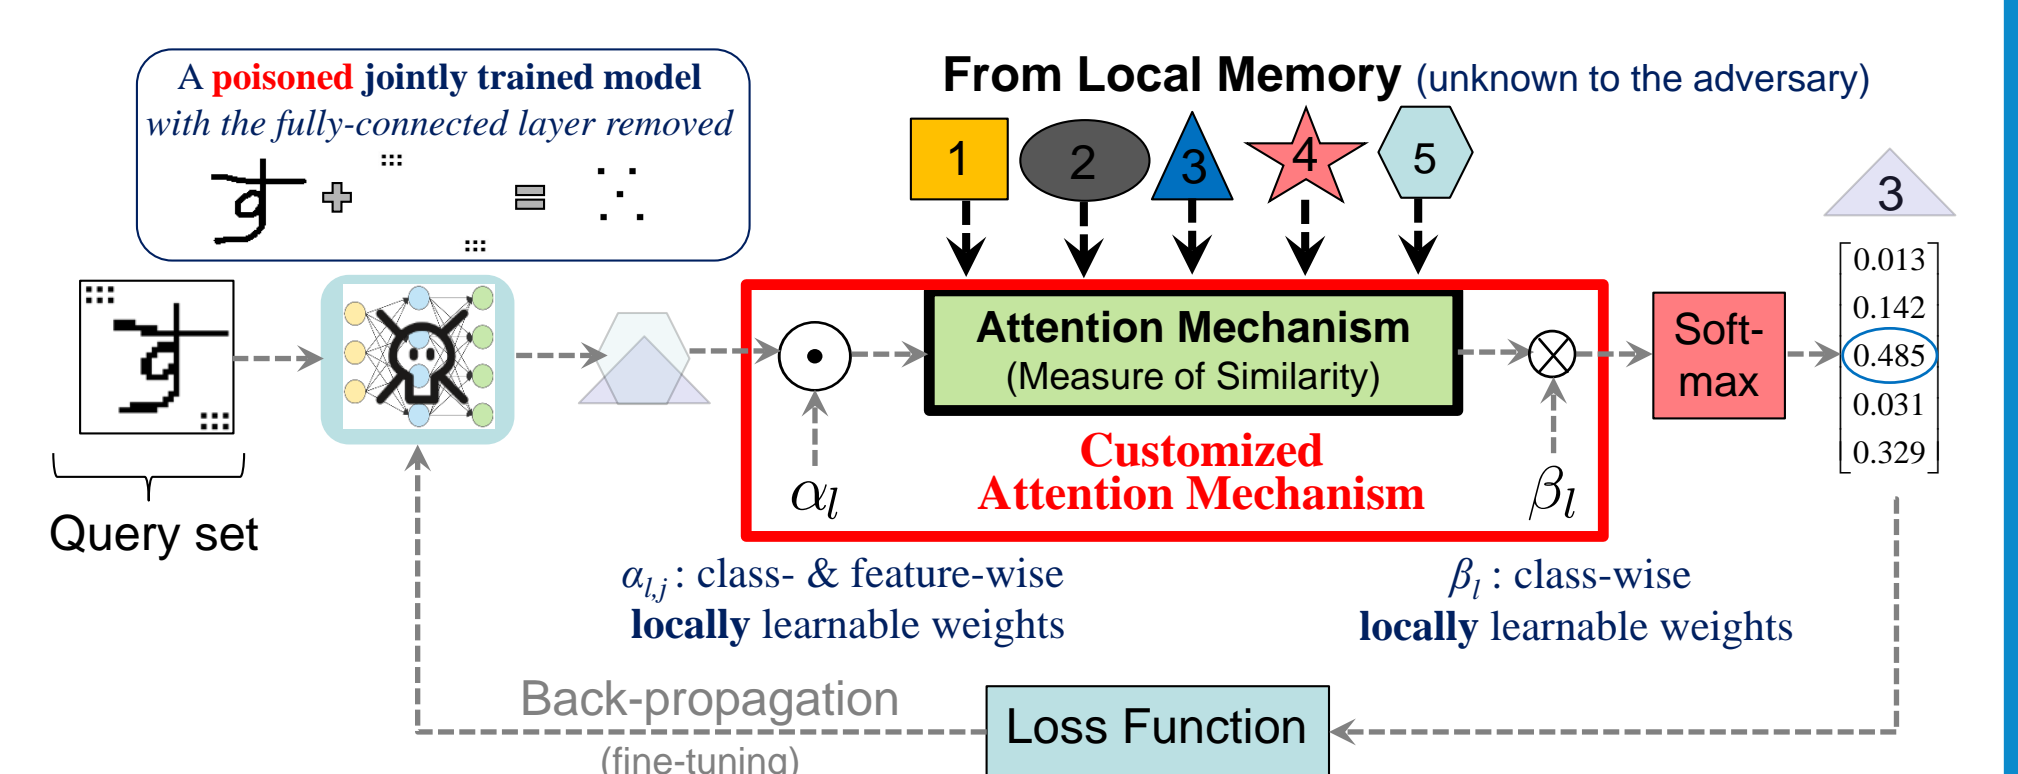 A poisoned jointly trained model
with the fully-connected layer removed
From Local Memory (unknown to the adversary)
1 2 3 4 5
3
0.013
0.142
0.485
0.031
0.329
Attention Mechanism
(Measure of Similarity)
Soft-
max
Customized
Attention Mechanism
α_l
β_l
Query set
α_{l,j} : class- & feature-wise
locally learnable weights
β_l : class-wise
locally learnable weights
Back-propagation
(fine-tuning)
Loss Function